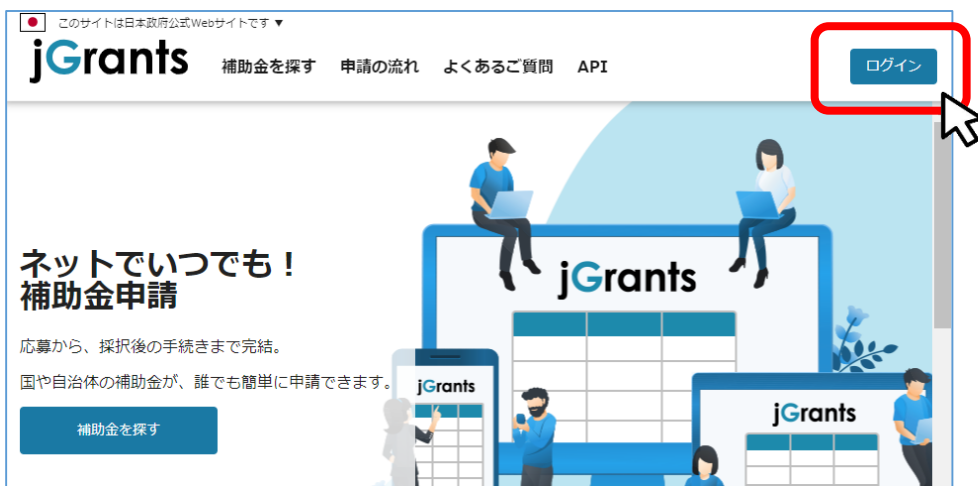 このサイトは日本政府公式Webサイトです ▼
jGrants 補助金を探す 申請の流れ よくあるご質問 API ログイン
ネットでいつでも！
補助金申請
応募から、採択後の手続きまで完結。
国や自治体の補助金が、誰でも簡単に申請できます。
補助金を探す
jGrants
jGrants
jGrants